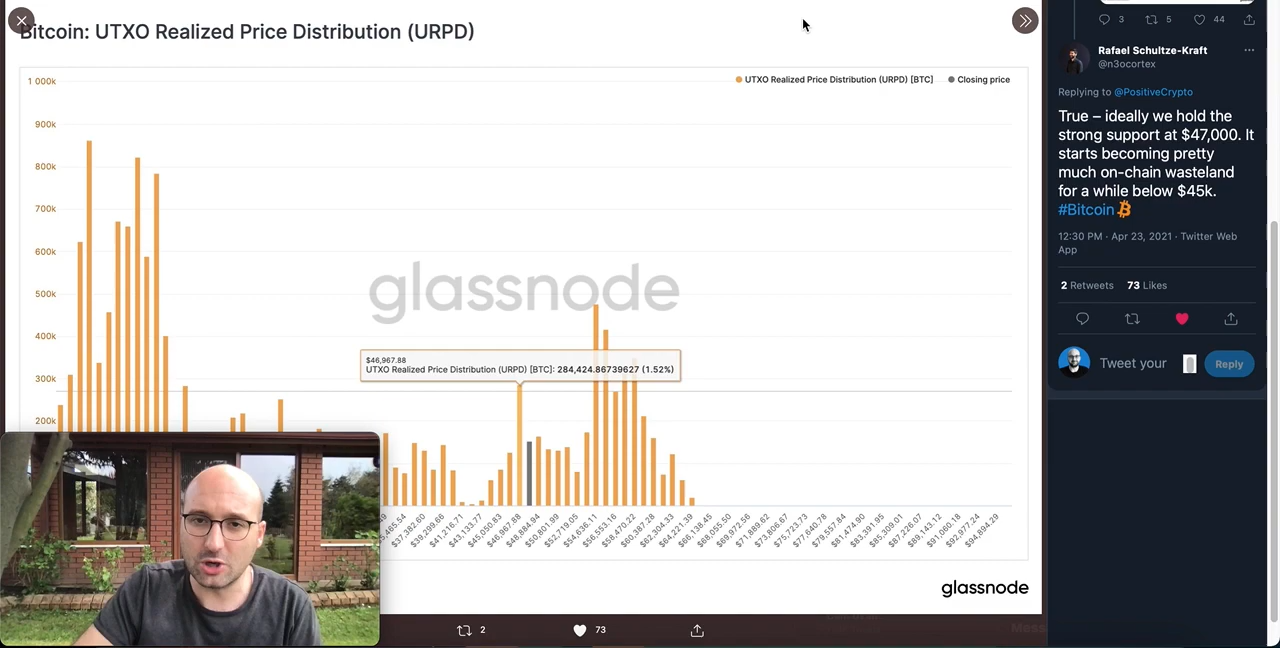 Bitcoin: UTXO Realized Price Distribution (URPD)
UTXO Realized Price Distribution (URPD) [BTC]
Closing price
1 000k
900k
800k
700k
600k
500k
400k
300k
200k
glassnode
$46,967.88
UTXO Realized Price Distribution (URPD) [BTC]: 284,424.86739627 (1.52%)
$37,382.60
$39,299.66
$41,216.71
$43,133.77
$45,050.83
$46,967.88
$48,884.94
$50,801.99
$52,719.05
$54,636.11
$56,553.16
$58,470.22
$60,387.28
$62,304.33
$64,221.39
$66,138.45
$68,055.50
$69,972.56
$71,889.62
$73,806.67
$75,723.73
$77,640.78
$79,557.84
$81,474.90
$83,391.95
$85,309.01
$87,226.07
$89,143.12
$91,060.18
$92,977.24
$94,894.29
glassnode
2
73
3
5
44
Rafael Schultze-Kraft
@n3ocortex
Replying to @PositiveCrypto
True – ideally we hold the
strong support at $47,000. It
starts becoming pretty
much on-chain wasteland
for a while below $45k.
#Bitcoin
12:30 PM · Apr 23, 2021 · Twitter Web
App
2 Retweets 73 Likes
Tweet your
Reply